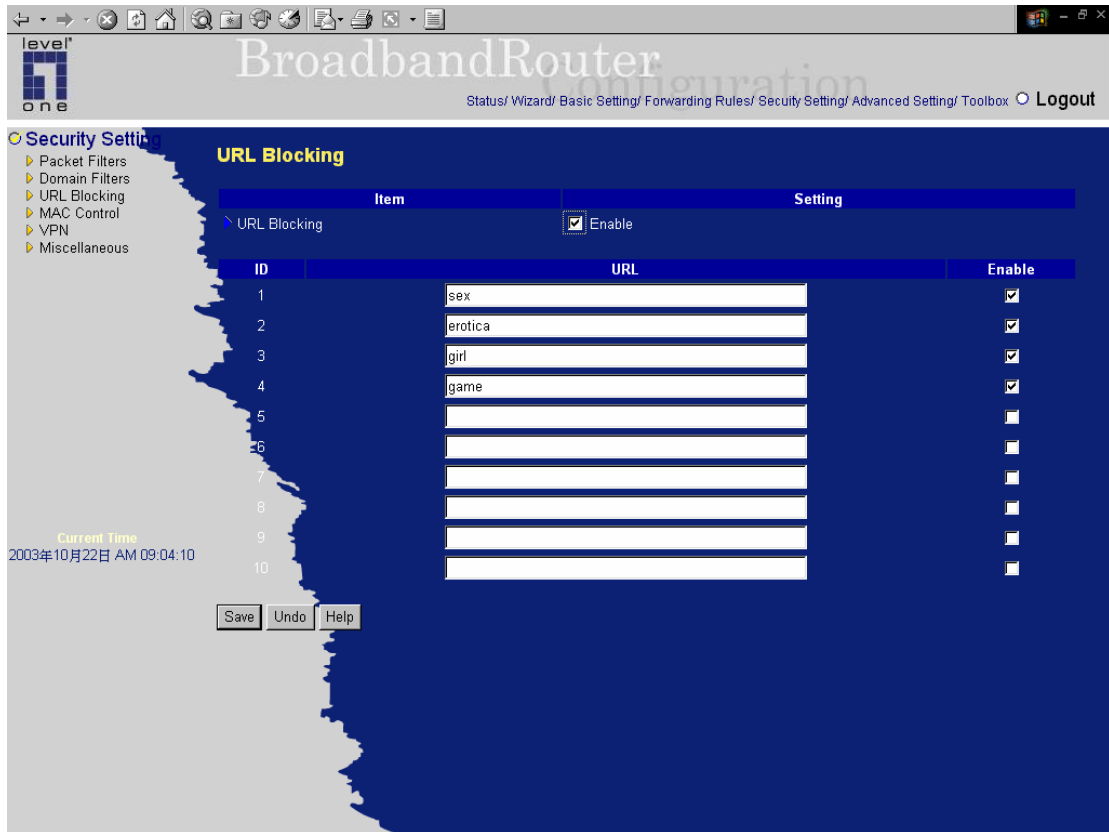 level
one
BroadbandRouter
Configuration
Status/ Wizard/ Basic Setting/ Forwarding Rules/ Secuity Setting/ Advanced Setting/ Toolbox Logout
Security Setting
Packet Filters
Domain Filters
URL Blocking
MAC Control
VPN
Miscellaneous
Current Time
2003年10月22日 AM 09:04:10
URL Blocking
Item Setting
URL Blocking Enable
ID URL Enable
1 sex
2 erotica
3 girl
4 game
5
6
7
8
9
10
Save Undo Help